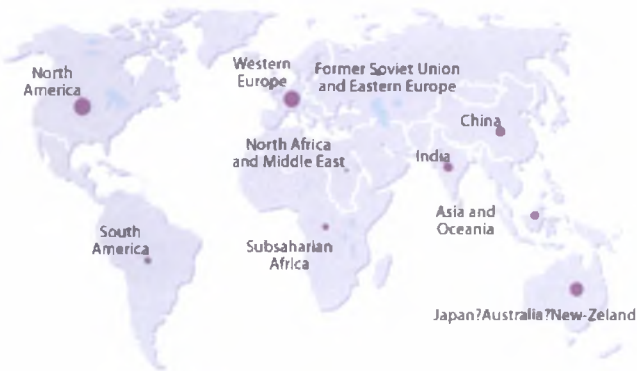 North
America
Western
Europe
Former Soviet Union
and Eastern Europe
China
North Africa
and Middle East
India
Asia and
Oceania
South
America
Subsaharian
Africa
Japan?Australia?New-Zeland